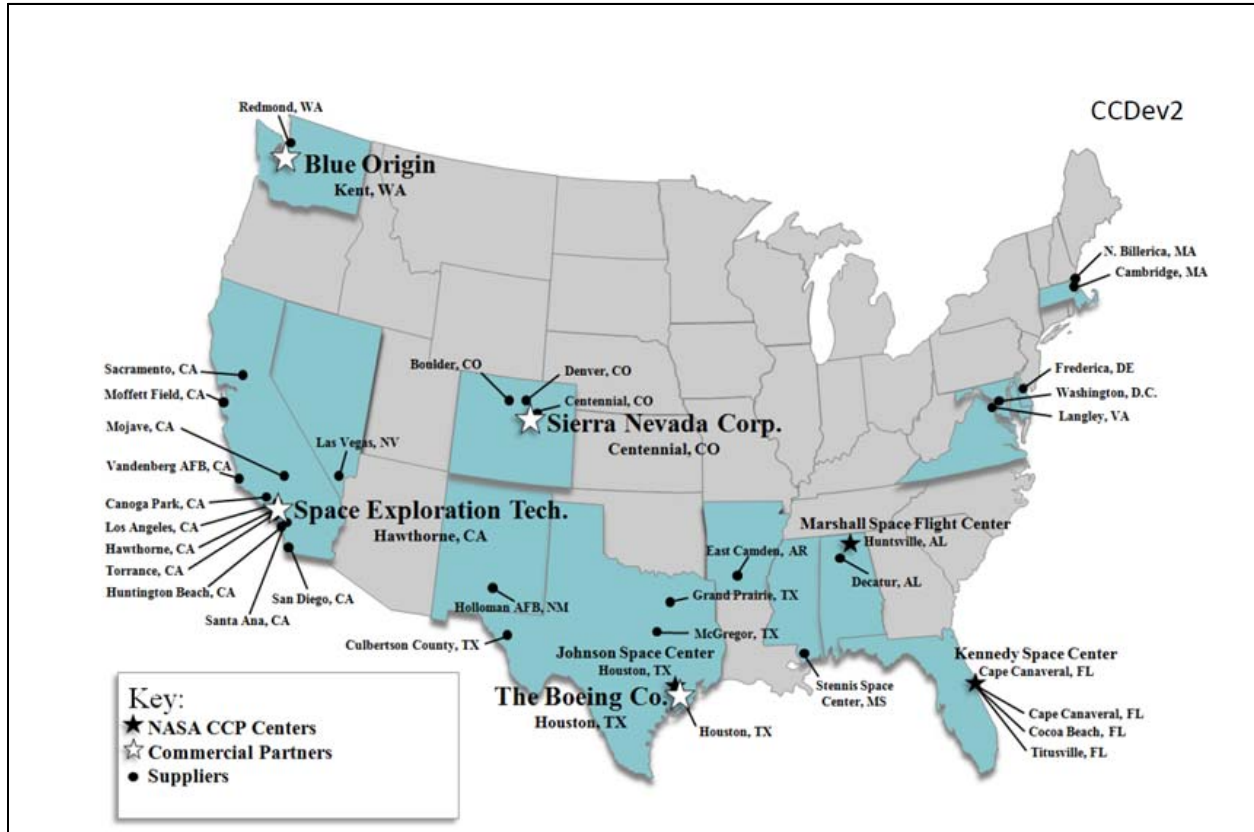 CCDev2
Redmond, WA
Blue Origin
Kent, WA
N. Billerica, MA
Cambridge, MA
Sacramento, CA
Moffett Field, CA
Mojave, CA
Vandenberg AFB, CA
Canoga Park, CA
Los Angeles, CA
Hawthorne, CA
Torrance, CA
Huntington Beach, CA
Santa Ana, CA
San Diego, CA
Las Vegas, NV
Space Exploration Tech.
Hawthorne, CA
Boulder, CO
Denver, CO
Centennial, CO
Sierra Nevada Corp.
Centennial, CO
Frederica, DE
Washington, D.C.
Langley, VA
Marshall Space Flight Center
Huntsville, AL
Decatur, AL
East Camden, AR
Grand Prairie, TX
Holloman AFB, NM
McGregor, TX
Culbertson County, TX
Johnson Space Center
Houston, TX
The Boeing Co.
Houston, TX
Houston, TX
Stennis Space
Center, MS
Kennedy Space Center
Cape Canaveral, FL
Cape Canaveral, FL
Cocoa Beach, FL
Titusville, FL
Key:
NASA CCP Centers
Commercial Partners
Suppliers